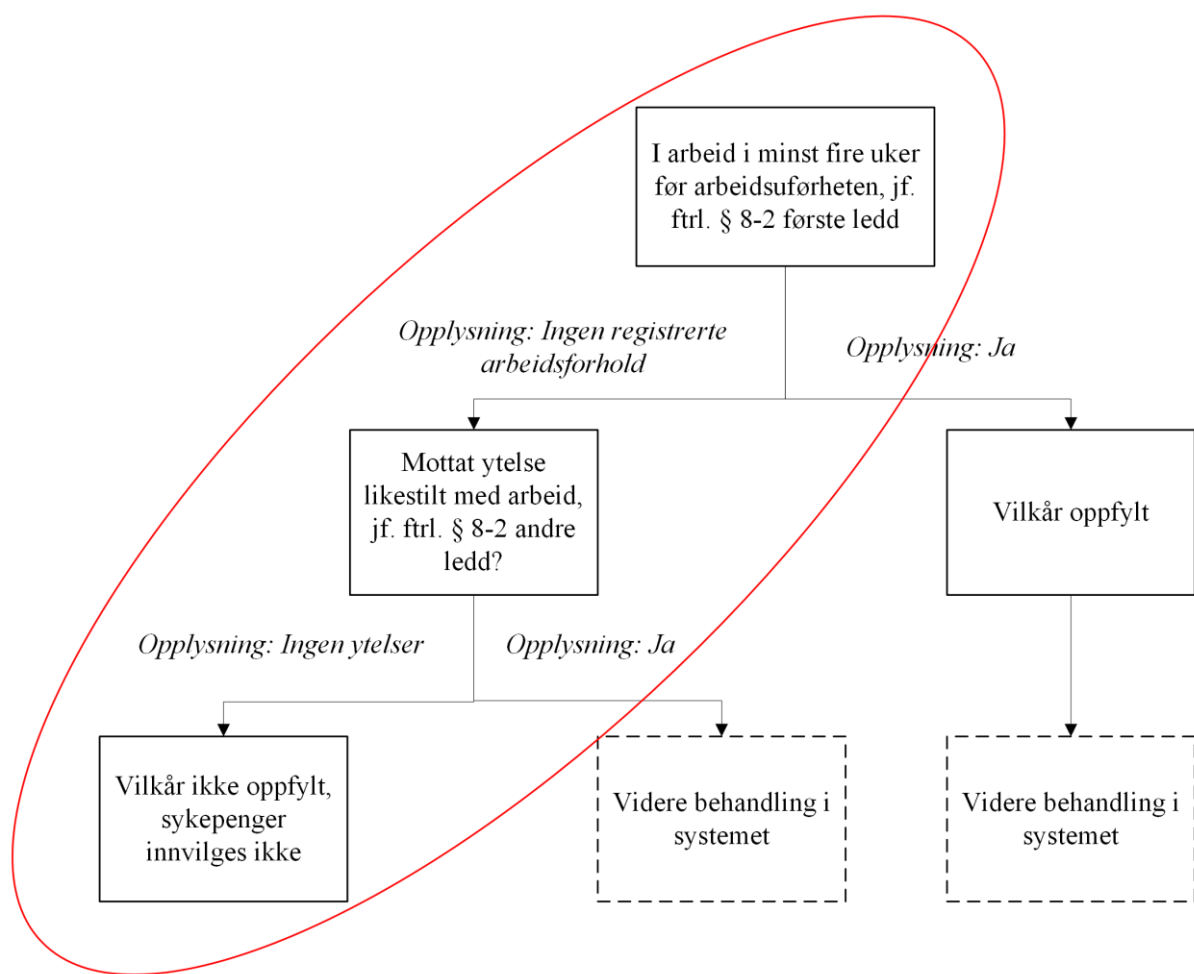 I arbeid i minst fire uker
før arbeidsuførheten, jf.
ftrl. § 8-2 første ledd
Opplysning: Ingen registrerte
arbeidsforhold
Opplysning: Ja
Mottat ytelse
likestilt med arbeid,
jf. ftrl. § 8-2 andre
ledd?
Vilkår oppfylt
Opplysning: Ingen ytelser
Opplysning: Ja
Vilkår ikke oppfylt,
sykepenger
innvilges ikke
Videre behandling i
systemet
Videre behandling i
systemet